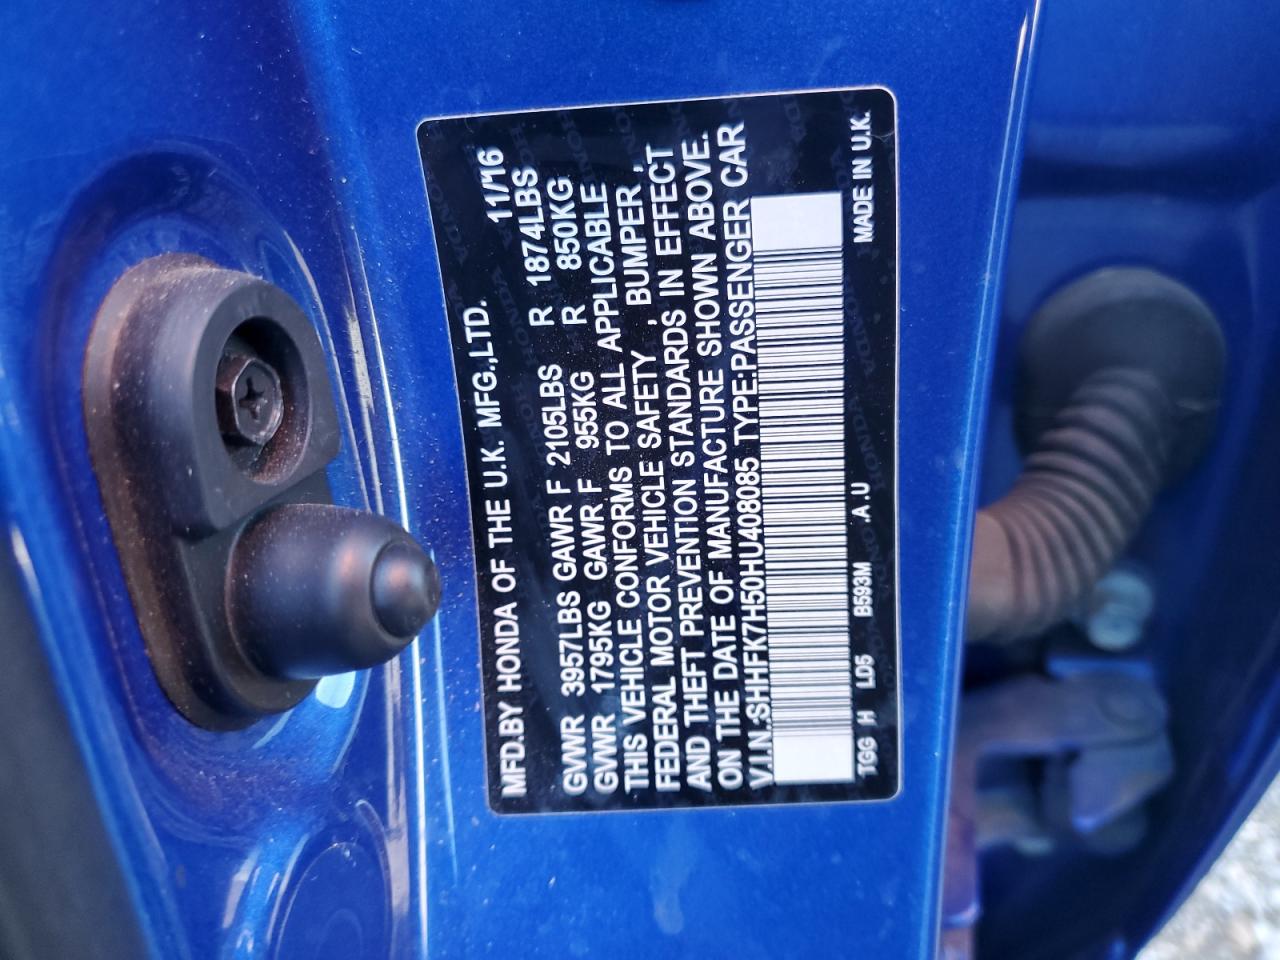 MFD.BY HONDA OF THE U.K. MFG.,LTD. 11/16
GVWR 3957LBS GAWR F 2105LBS R 1874LBS
GVWR 1795KG GAWR F 955KG R 850KG
THIS VEHICLE CONFORMS TO ALL APPLICABLE
FEDERAL MOTOR VEHICLE SAFETY , BUMPER ,
AND THEFT PREVENTION STANDARDS IN EFFECT
ON THE DATE OF MANUFACTURE SHOWN ABOVE.
V.I.N.:SHHFK7H50HU408085 TYPE:PASSENGER CAR
TGG H LD5 B593M .A.U MADE IN U.K.